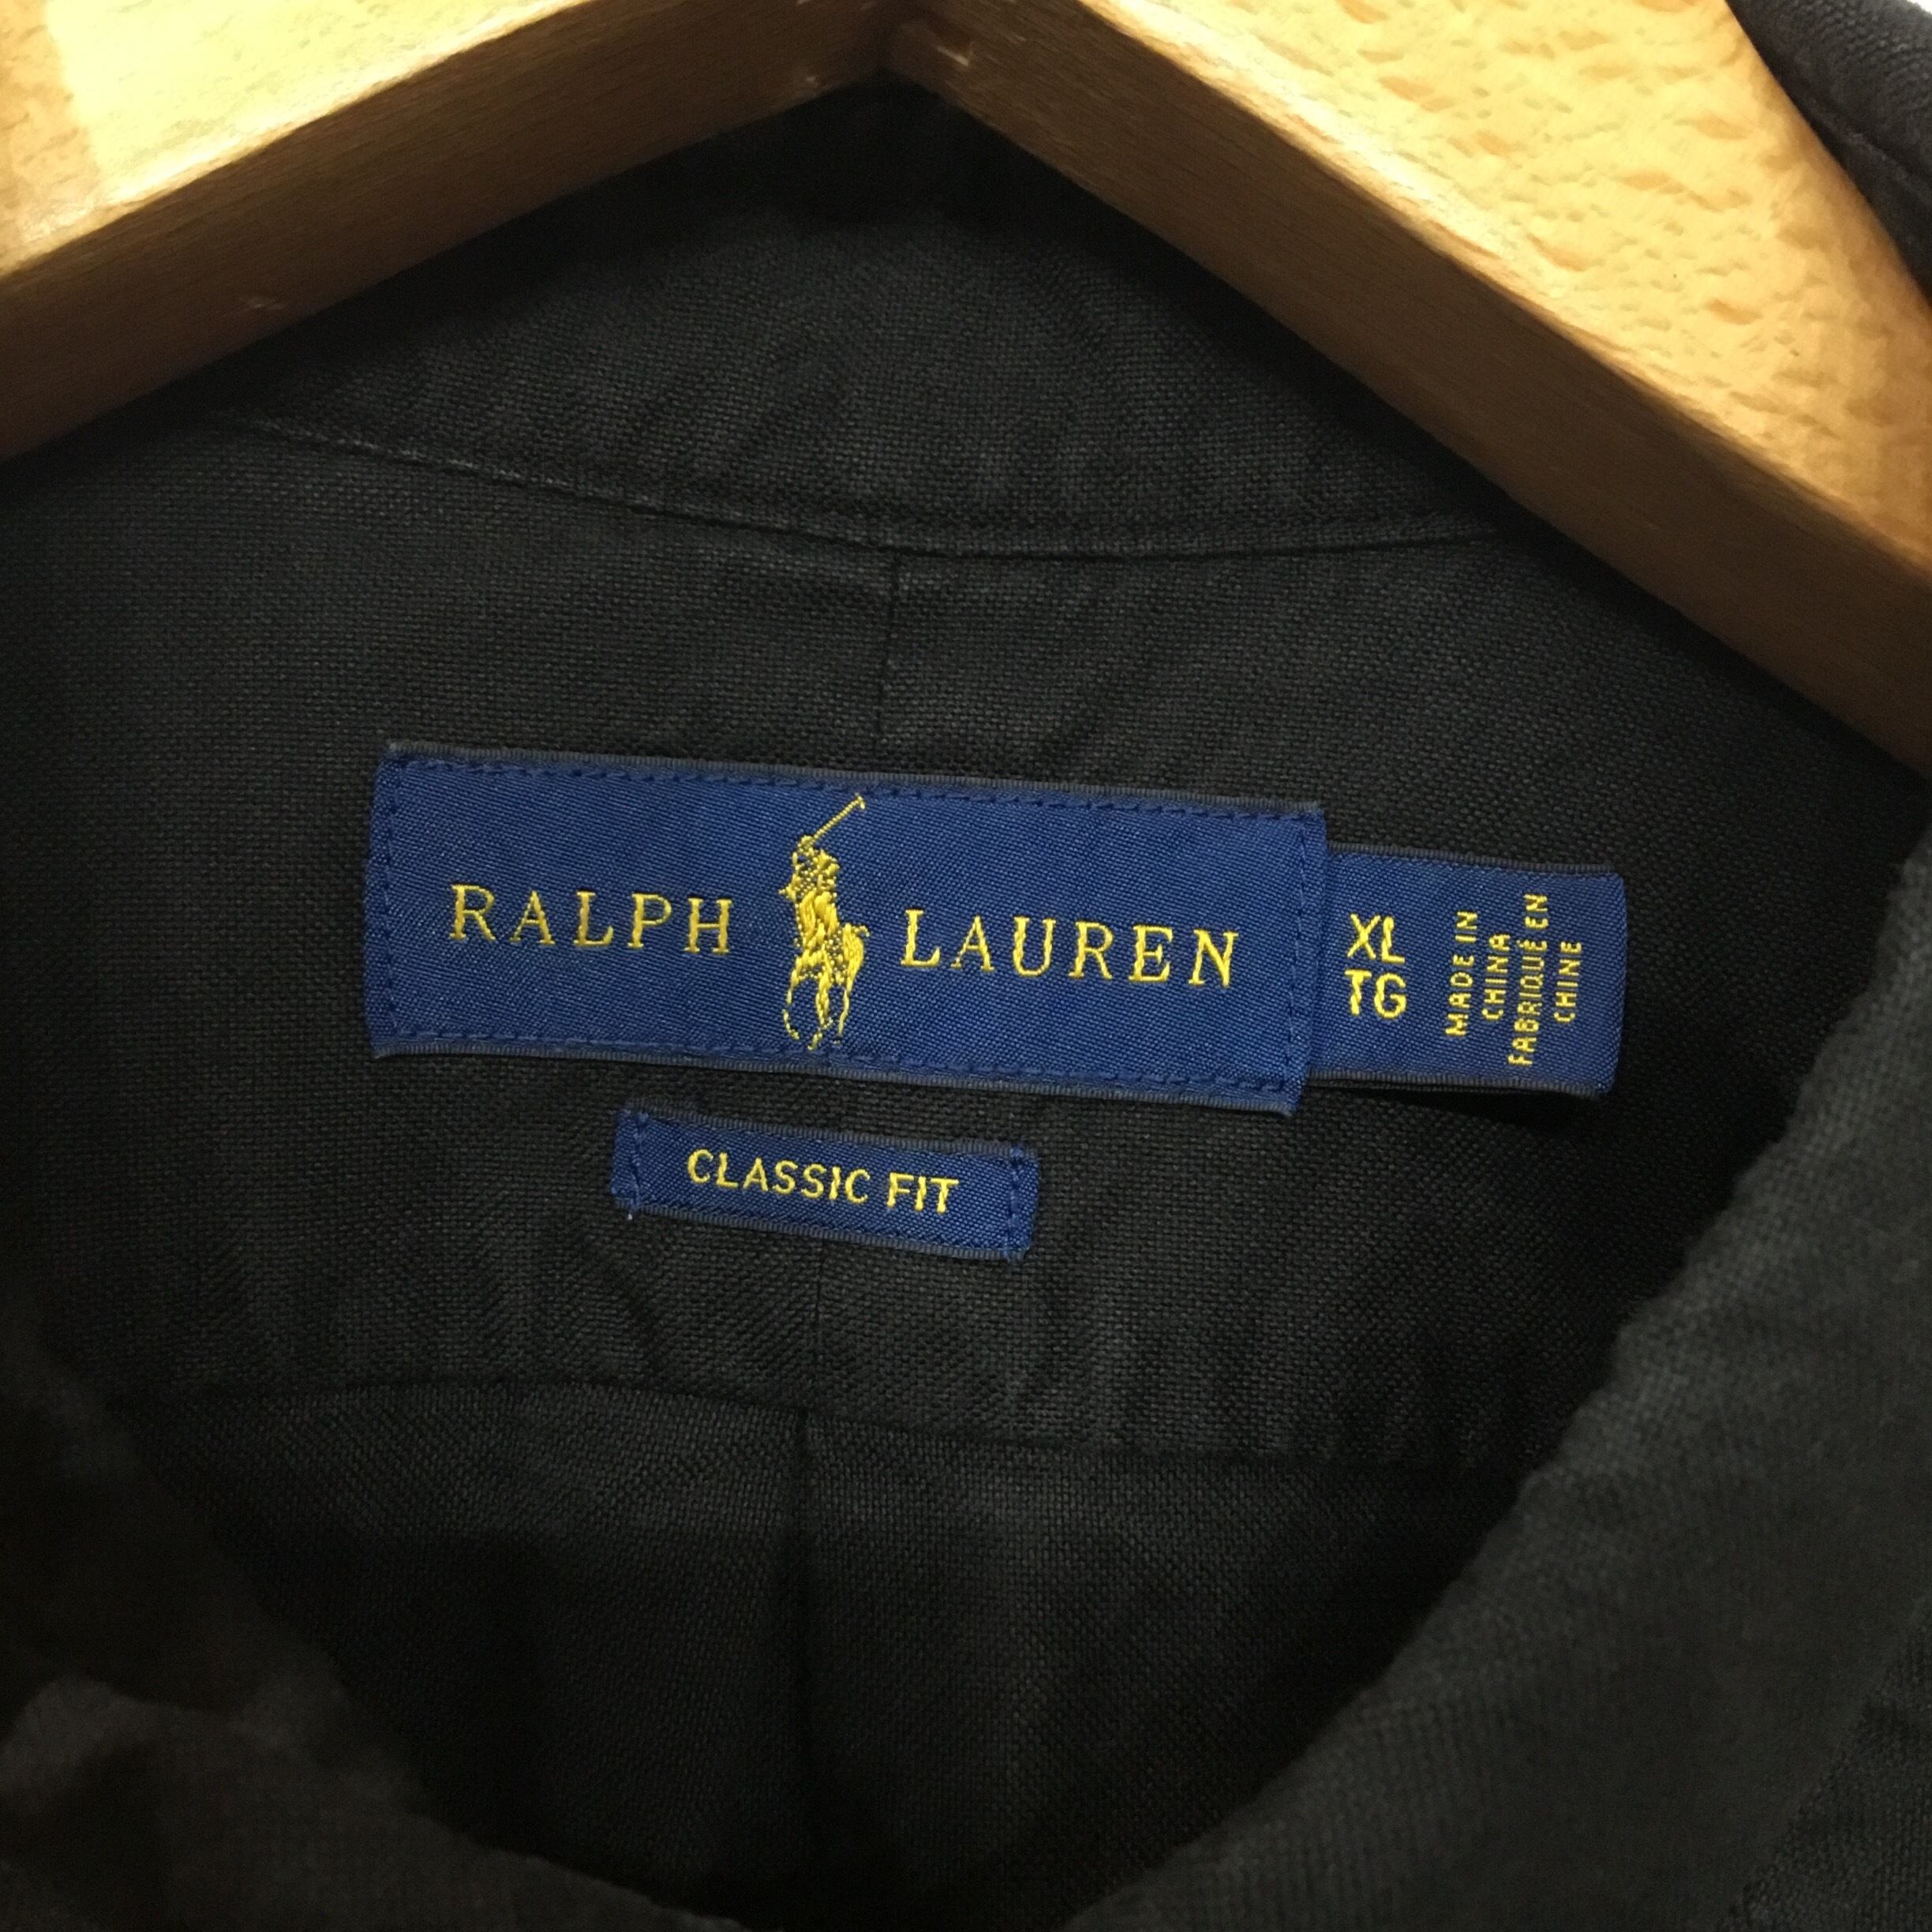 RALPH LAUREN
XL
TG
MADE IN
CHINA
FABRIQUÉ EN
CHINE
CLASSIC FIT